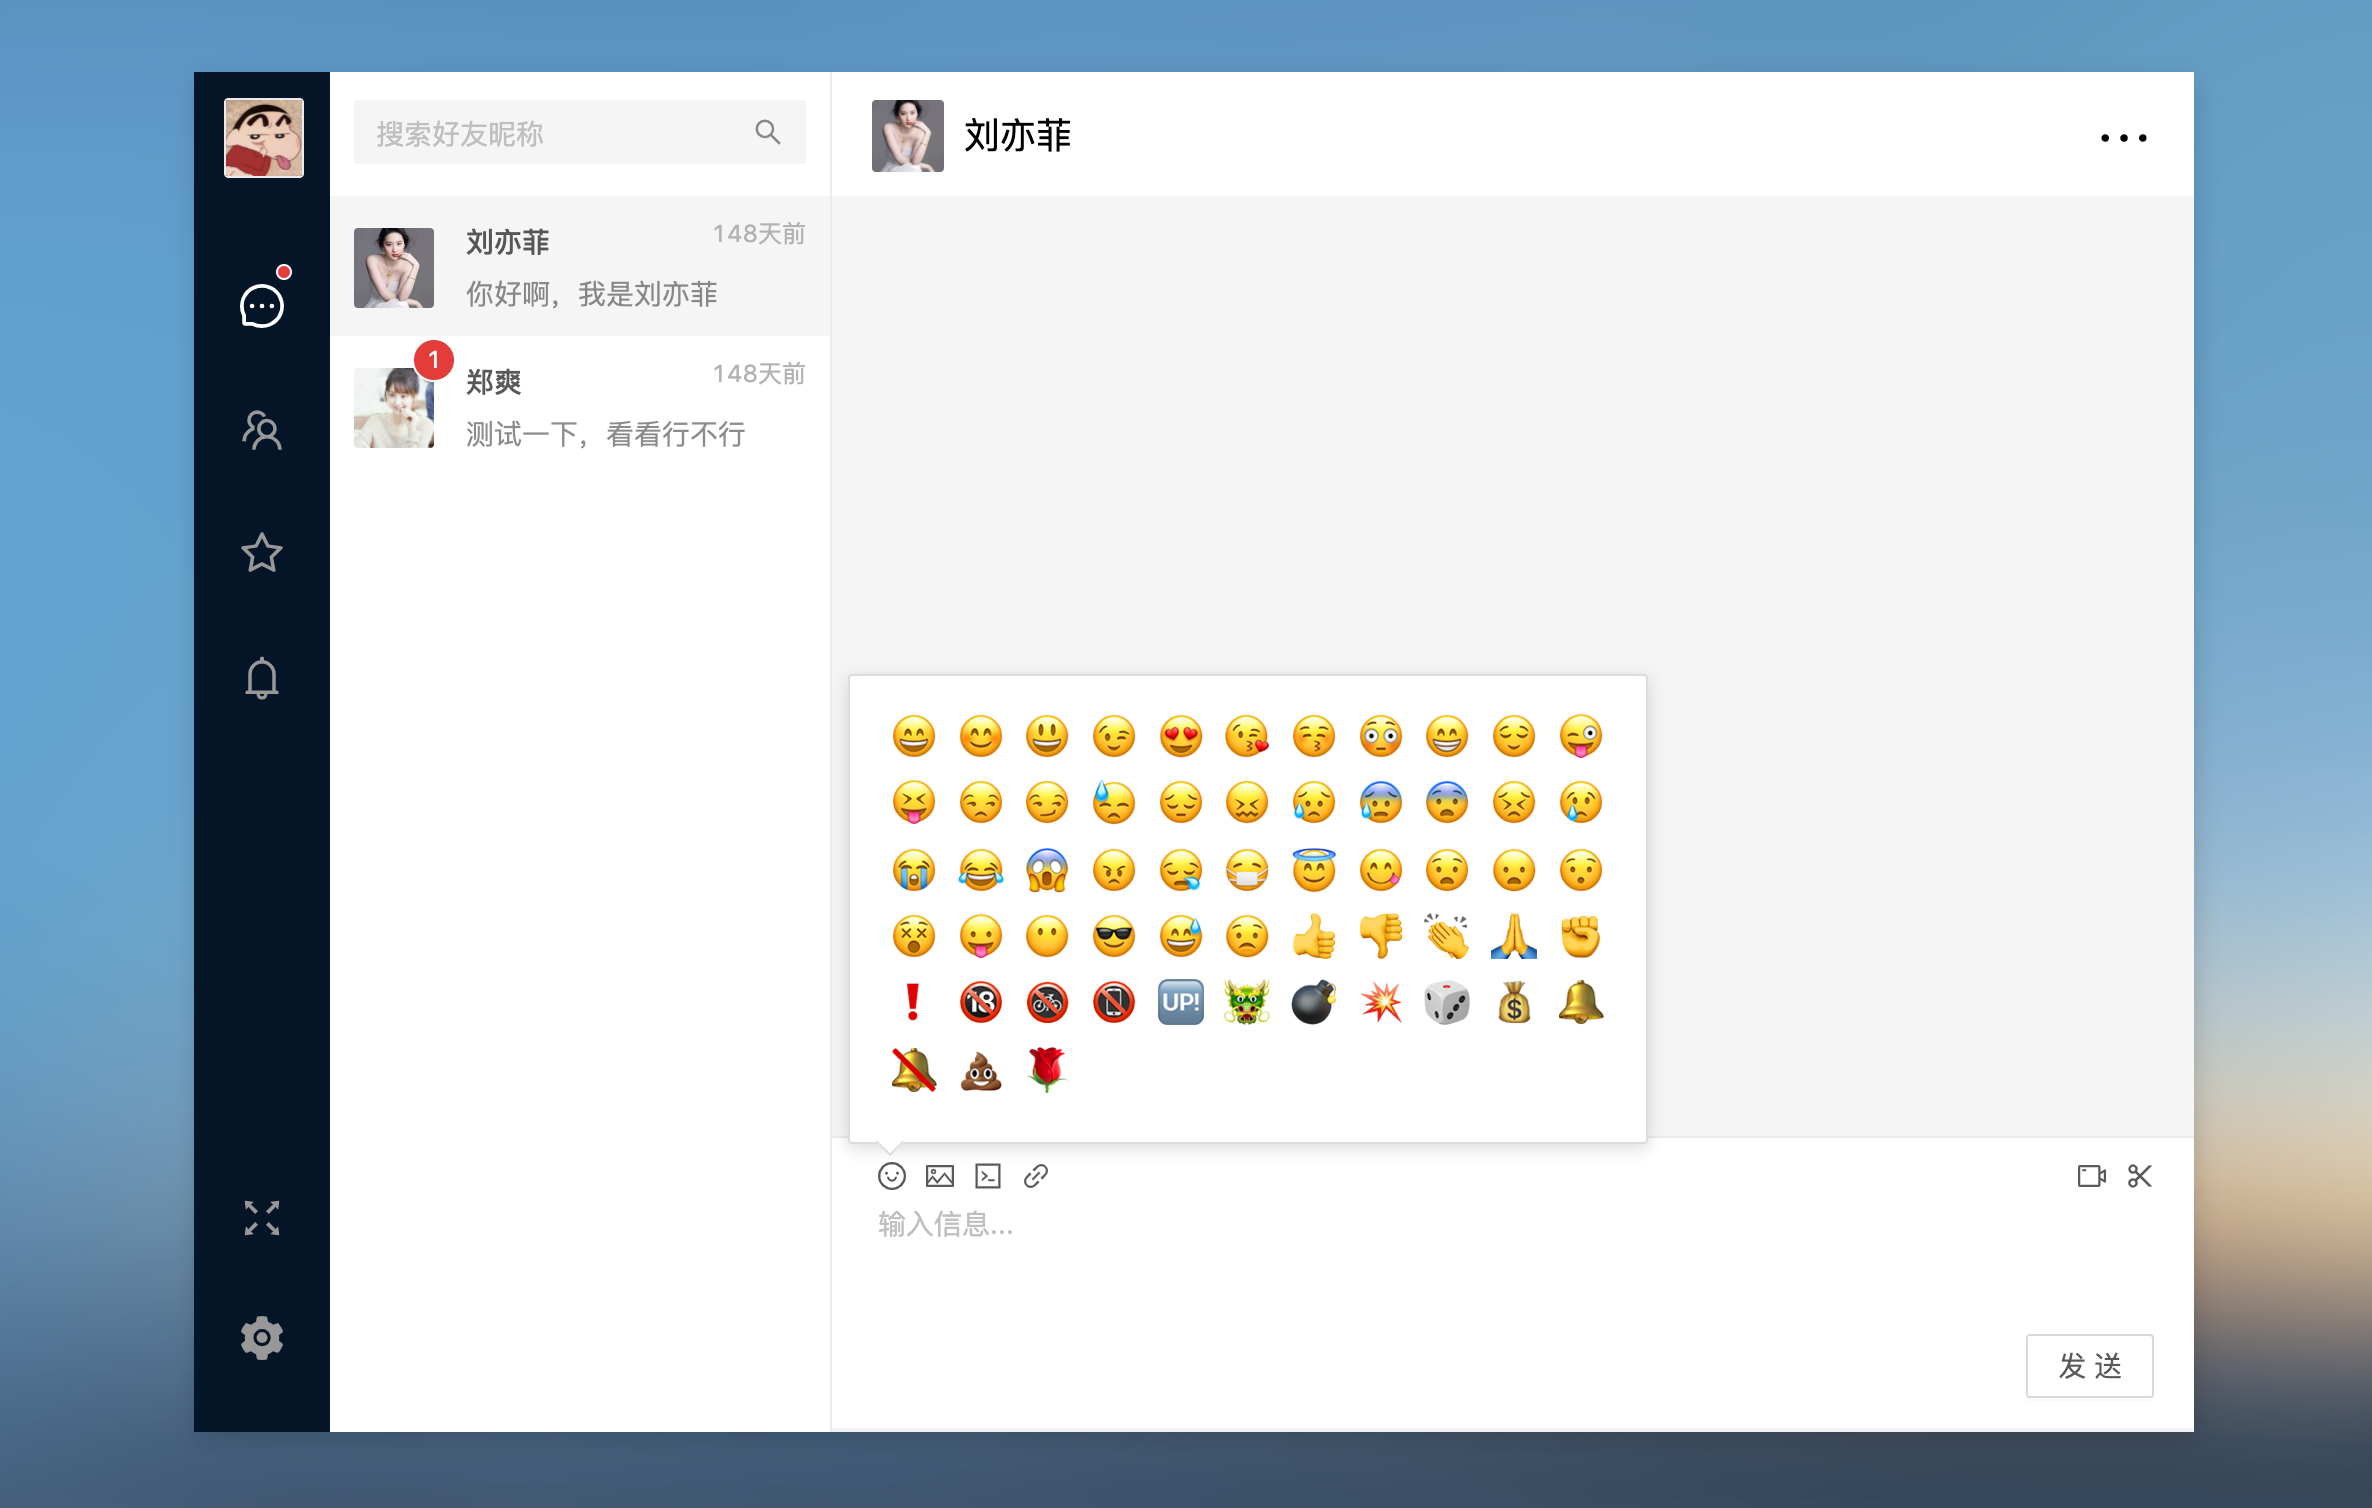 搜索好友昵称
刘亦菲
148天前
你好啊，我是刘亦菲
1
郑爽
148天前
测试一下，看看行不行
刘亦菲
18
UP!
$
输入信息...
发 送